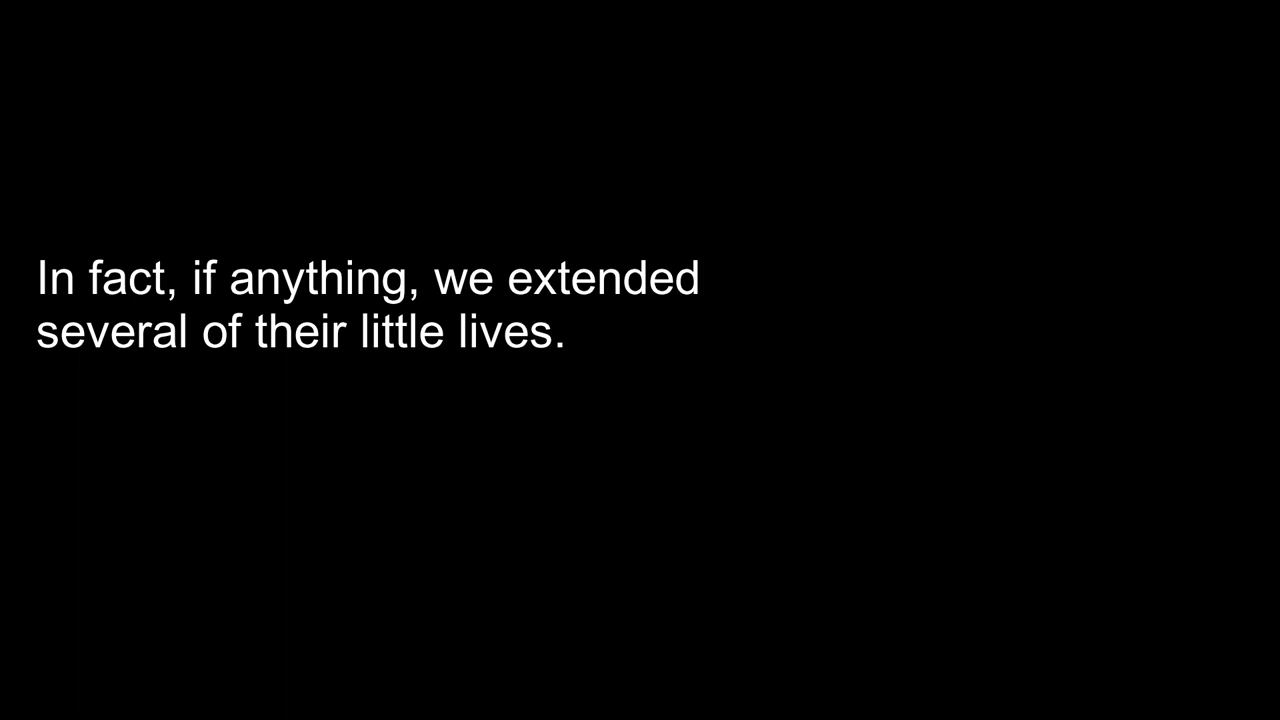 In fact, if anything, we extended
several of their little lives.